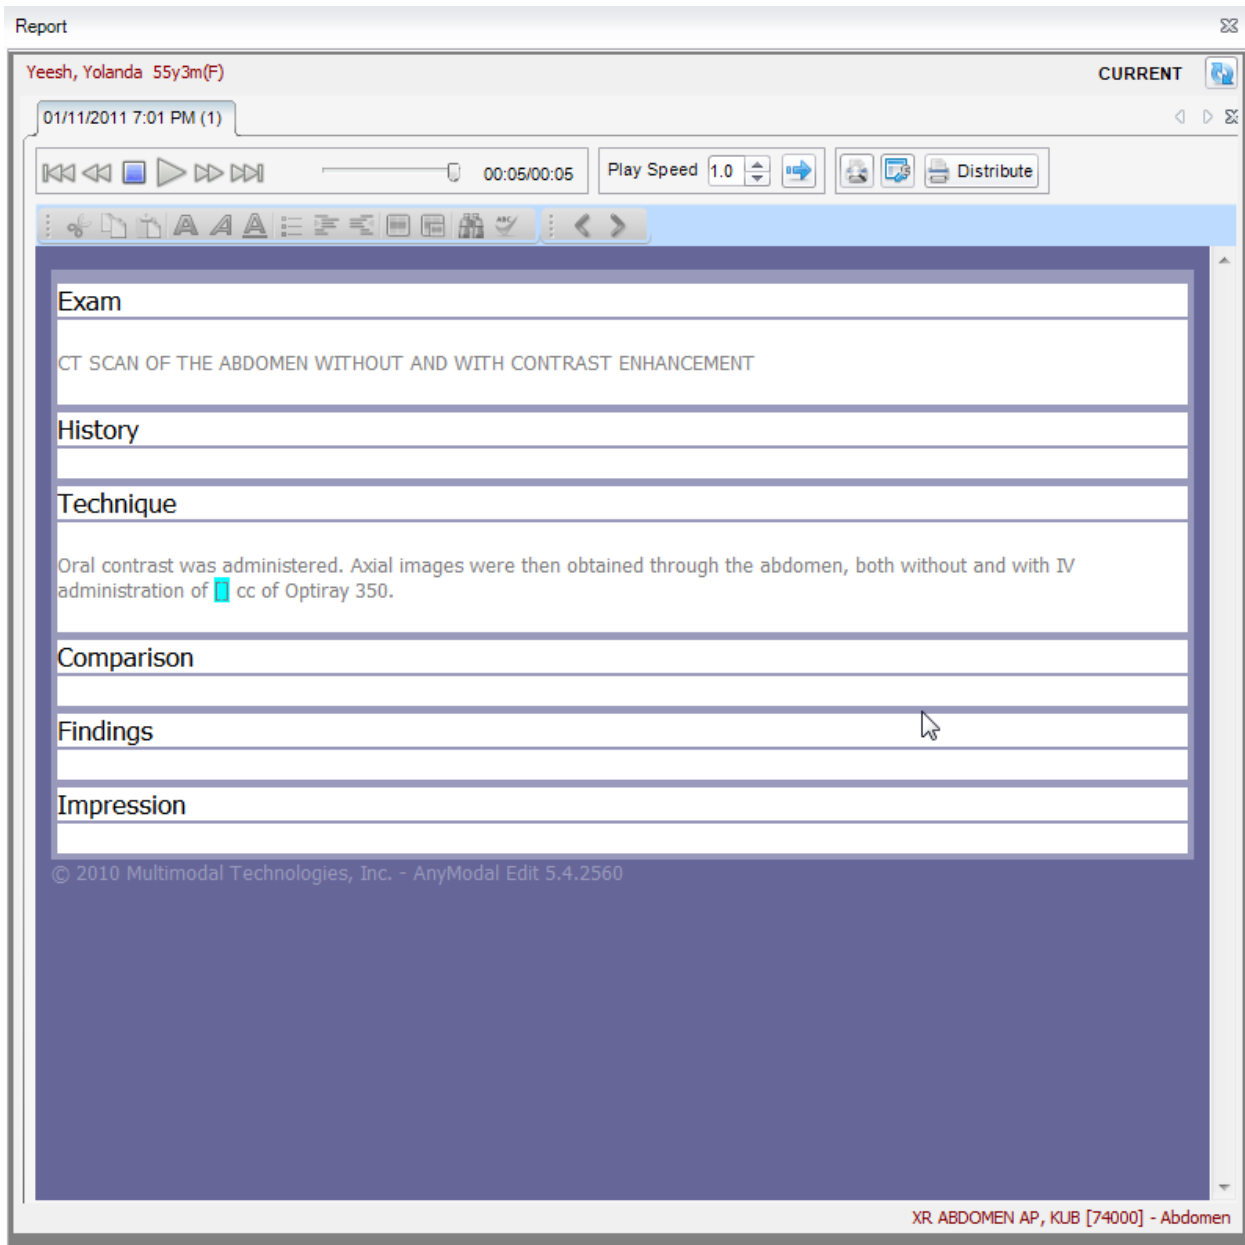 Report
Yeesh, Yolanda 55y3m(F)
CURRENT
01/11/2011 7:01 PM (1)
00:05/00:05
Play Speed 1.0
Distribute
A A A ABC
Exam
CT SCAN OF THE ABDOMEN WITHOUT AND WITH CONTRAST ENHANCEMENT
History
Technique
Oral contrast was administered. Axial images were then obtained through the abdomen, both without and with IV
administration of [] cc of Optiray 350.
Comparison
Findings
Impression
© 2010 Multimodal Technologies, Inc. - AnyModal Edit 5.4.2560
XR ABDOMEN AP, KUB [74000] - Abdomen